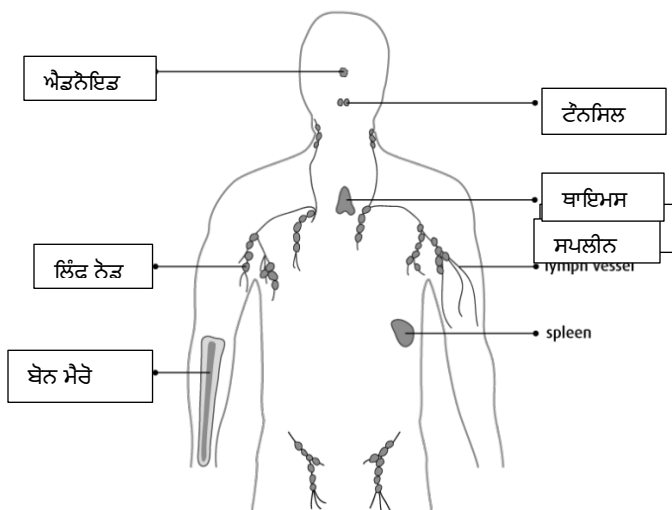 ਐਡਨੌਇਡ
ਟੌਨਸਿਲ
ਥਾਇਮਸ
ਸਪਲੀਨ
ਲਿੰਫ ਨੋਡ
lymph vessel
spleen
ਬੋਨ ਮੈਰੋ